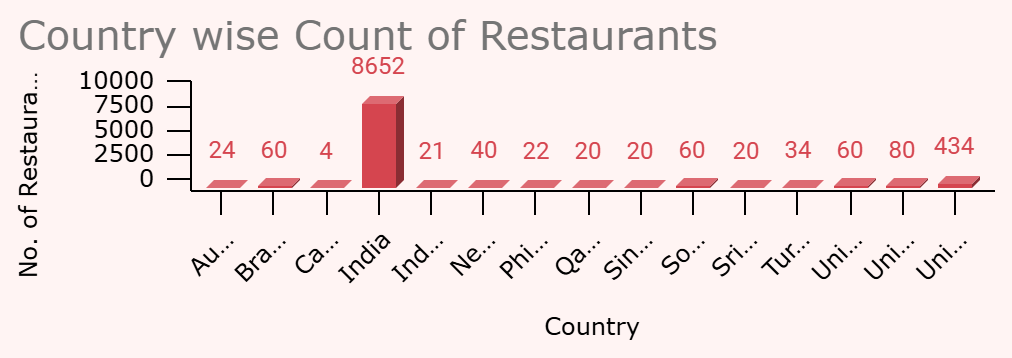 Country wise Count of Restaurants
No. of Restaura...
10000
7500
5000
2500
0
24 60 4 8652 21 40 22 20 20 60 20 34 60 80 434
Au... Bra... Ca... India Ind... Ne... Phi... Qa... Sin... So... Sri... Tur... Uni... Uni... Uni...
Country